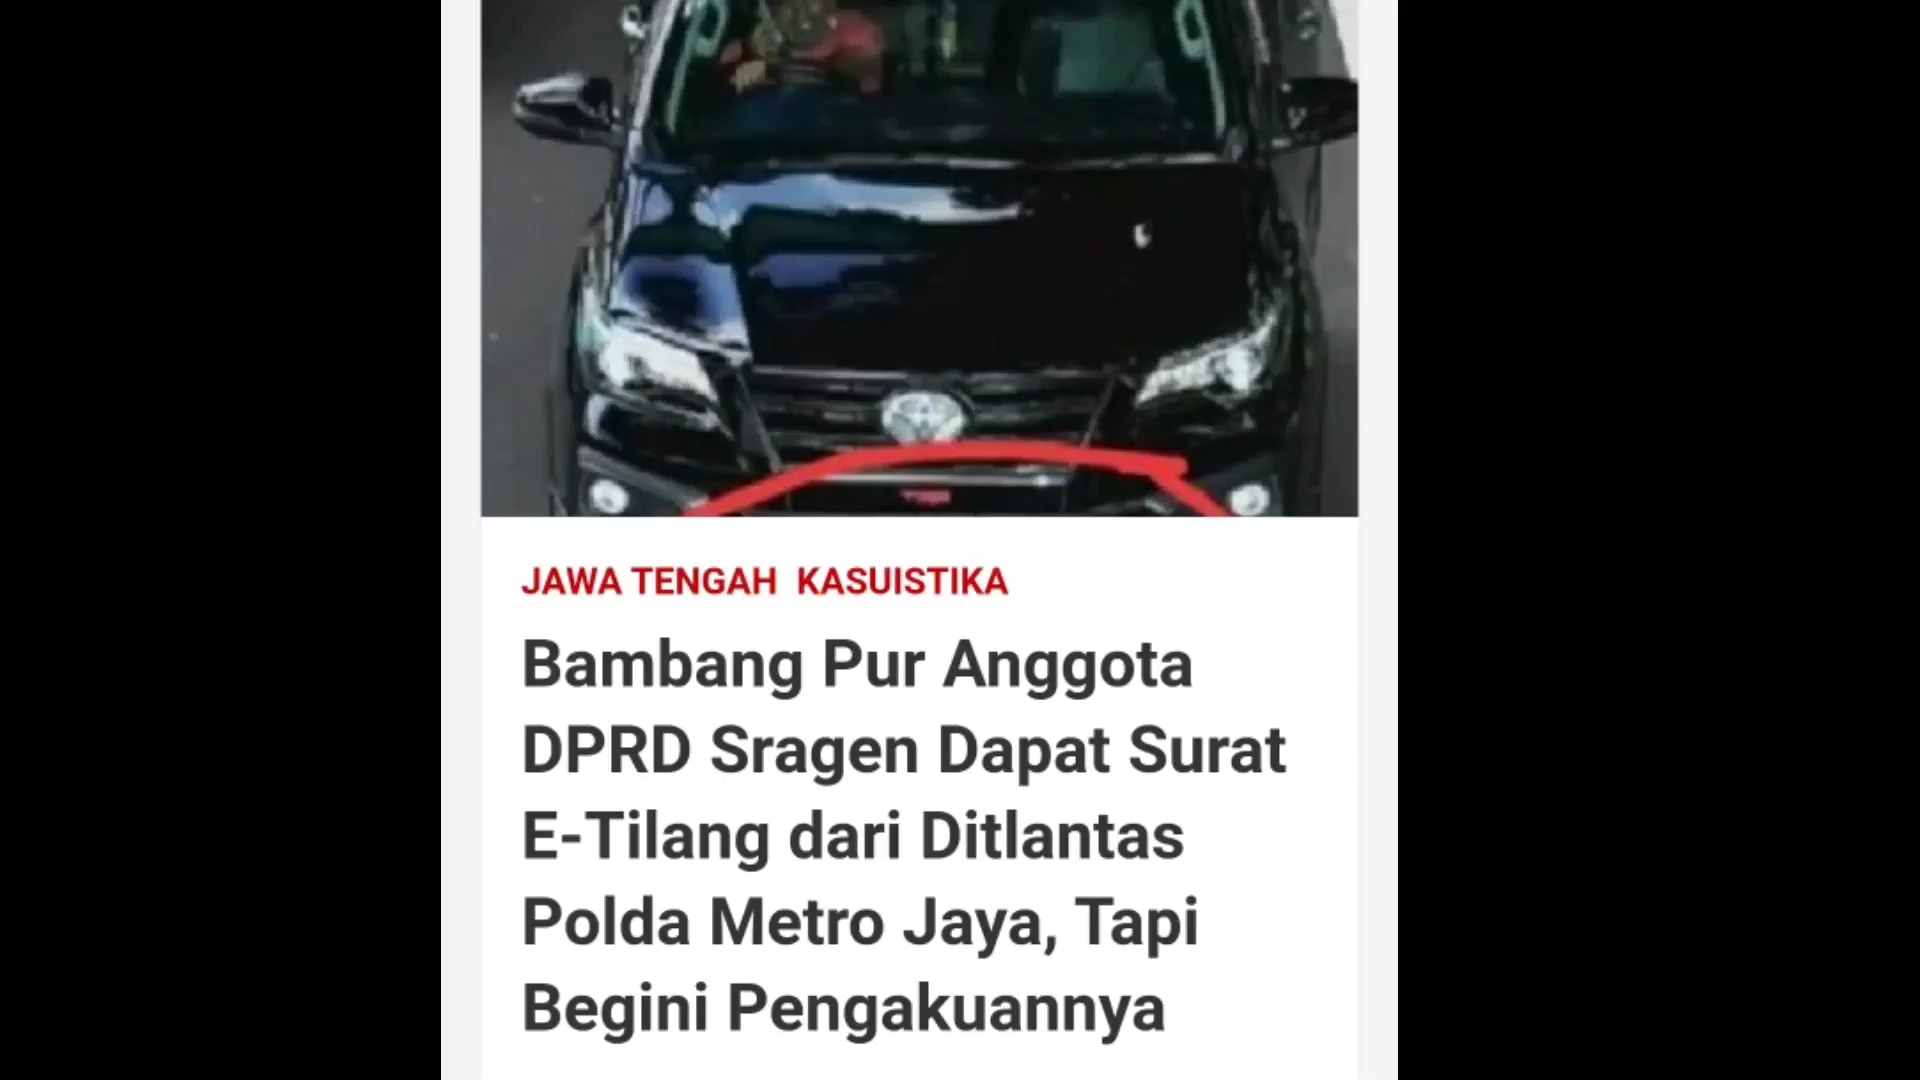 JAWA TENGAH KASUISTIKA
Bambang Pur Anggota
DPRD Sragen Dapat Surat
E-Tilang dari Ditlantas
Polda Metro Jaya, Tapi
Begini Pengakuannya